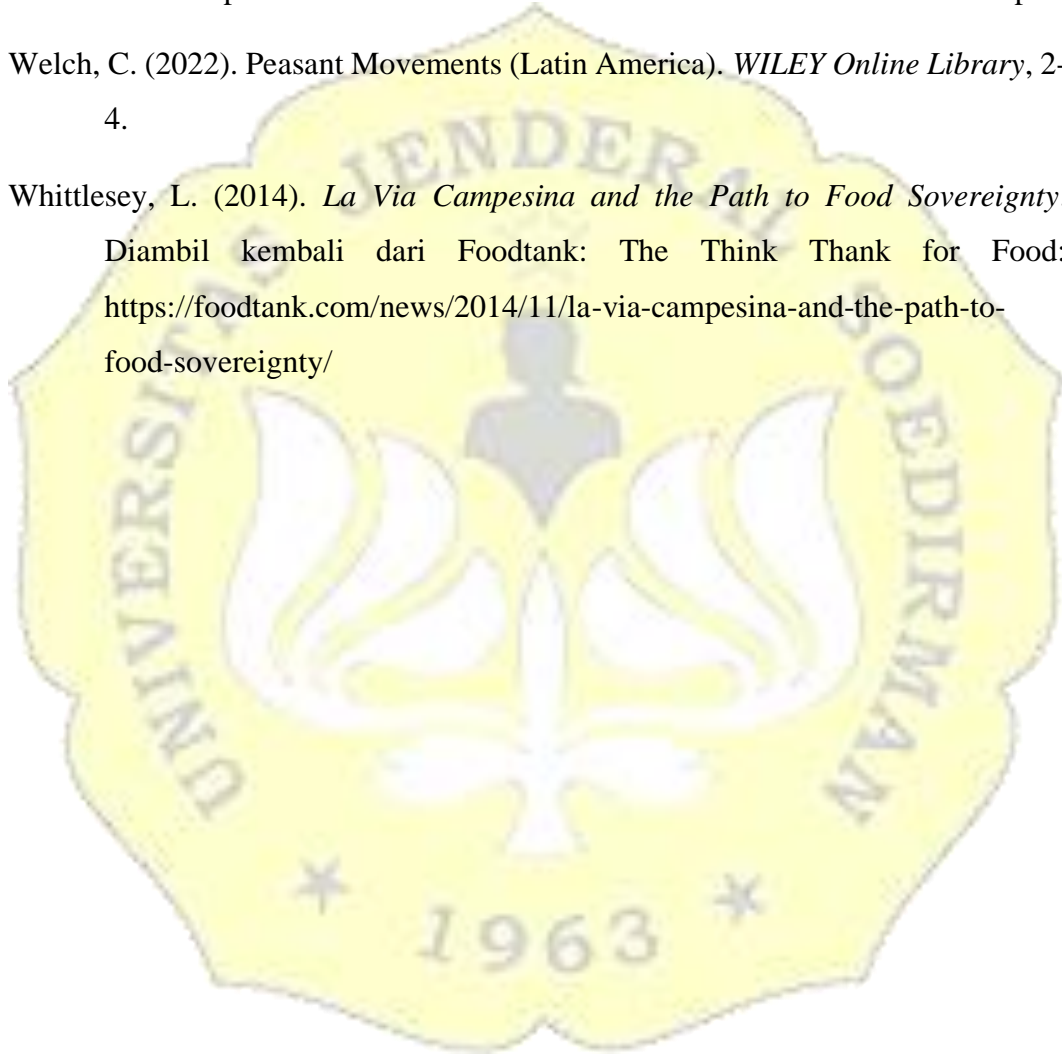 Welch, C. (2022). Peasant Movements (Latin America). WILEY Online Library, 2-
4.
Whittlesey, L. (2014). La Via Campesina and the Path to Food Sovereignty
Diambil kembali dari Foodtank: The Think Thank for Food:
https://foodtank.com/news/2014/11/la-via-campesina-and-the-path-to-
food-sovereignty/
UNIVERSITAS JENDERAL SOEDIRMAN
1963